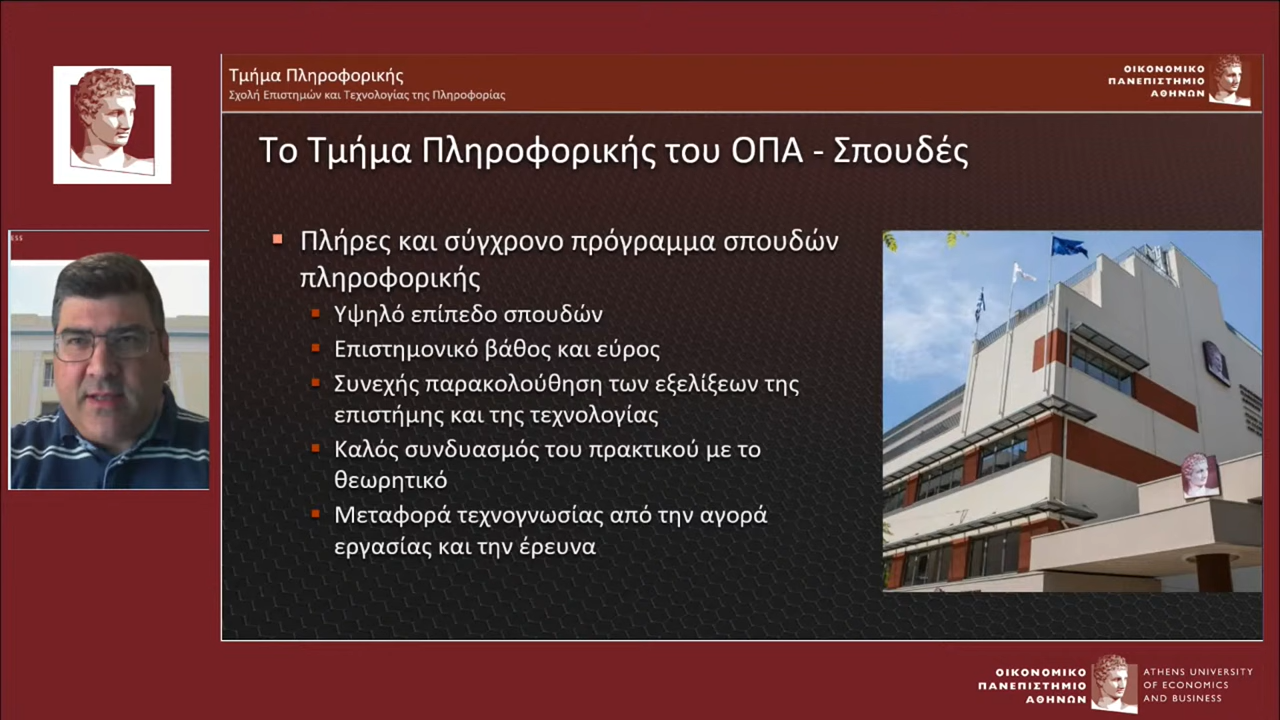 Τμήμα Πληροφορικής
Σχολή Επιστημών και Τεχνολογίας της Πληροφορίας
ΟΙΚΟΝΟΜΙΚΟ
ΠΑΝΕΠΙΣΤΗΜΙΟ
ΑΘΗΝΩΝ
Το Τμήμα Πληροφορικής του ΟΠΑ - Σπουδές
ESS
▪ Πλήρες και σύγχρονο πρόγραμμα σπουδών
πληροφορικής
▪ Υψηλό επίπεδο σπουδών
▪ Επιστημονικό βάθος και εύρος
▪ Συνεχής παρακολούθηση των εξελίξεων της
επιστήμης και της τεχνολογίας
▪ Καλός συνδυασμός του πρακτικού με το
θεωρητικό
▪ Μεταφορά τεχνογνωσίας από την αγορά
εργασίας και την έρευνα
ΟΙΚΟΝΟΜΙΚΟ
ΠΑΝΕΠΙΣΤΗΜΙΟ
ΑΘΗΝΩΝ
ATHENS UNIVERSITY
OF ECONOMICS
AND BUSINESS